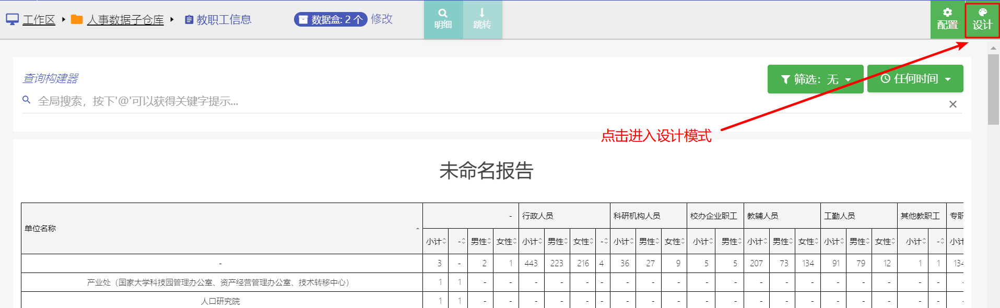 工作区 人事数据子仓库 教职工信息 数据盒: 2 个 修改 明细 跳转 配置 设计
查询构建器
筛选：无 任何时间
全局搜索，按下'@'可以获得关键字提示...
点击进入设计模式
未命名报告
单位名称 - 行政人员 科研机构人员 校办企业职工 教辅人员 工勤人员 其他教职工 专职
小计 - 男性 女性 小计 男性 女性 - 小计 男性 女性 小计 男性 小计 男性 女性 小计 男性 女性 小计 - 小计
- 3 - 2 1 443 223 216 4 36 27 9 5 5 207 73 134 91 79 12 1 1 134
产业处（国家大学科技园管理办公室、资产经营管理办公室、技术转移中心） 1 1 - - - - - - - - - - - - - - - - - - - -
人口研究院 1 1 - - - - - - - - - - - - - - - - - - - -